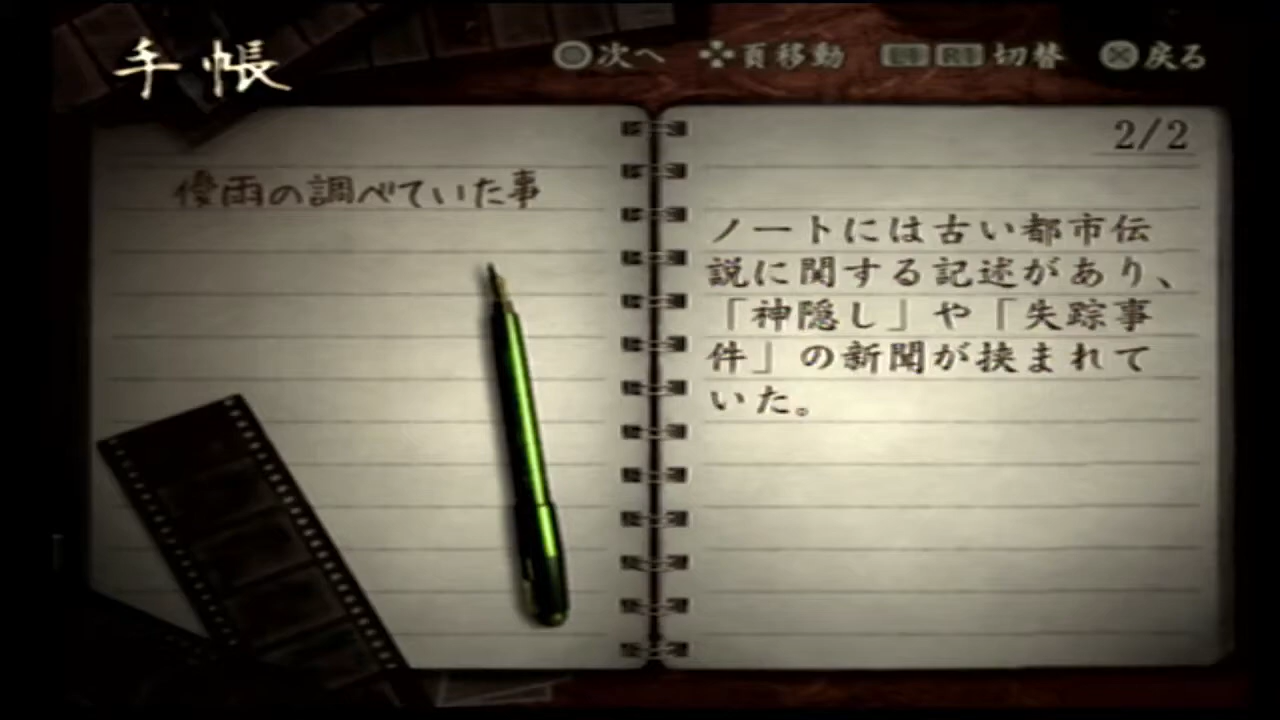 手帳
次へ 頁移動 L1 R1 切替 戻る
2/2
優雨の調べていた事
ノートには古い都市伝
説に関する記述があり、
「神隠し」や「失踪事
件」の新聞が挟まれて
いた。